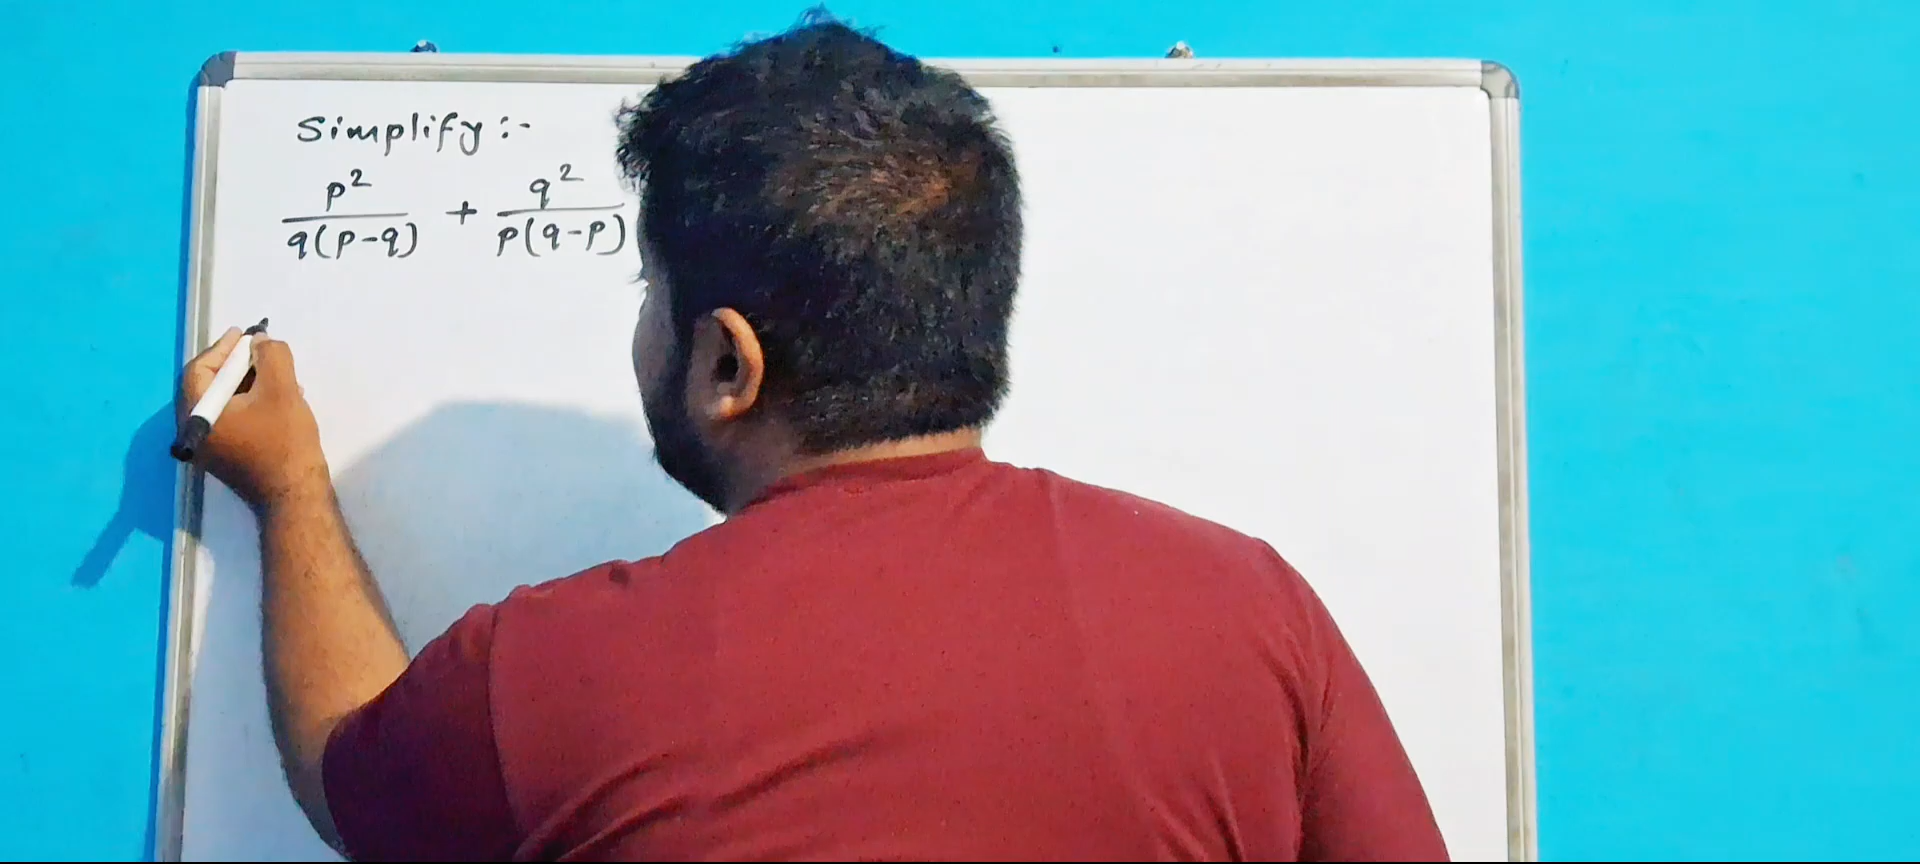 Simplify :-
p²/q(p-q) + q²/p(q-p)